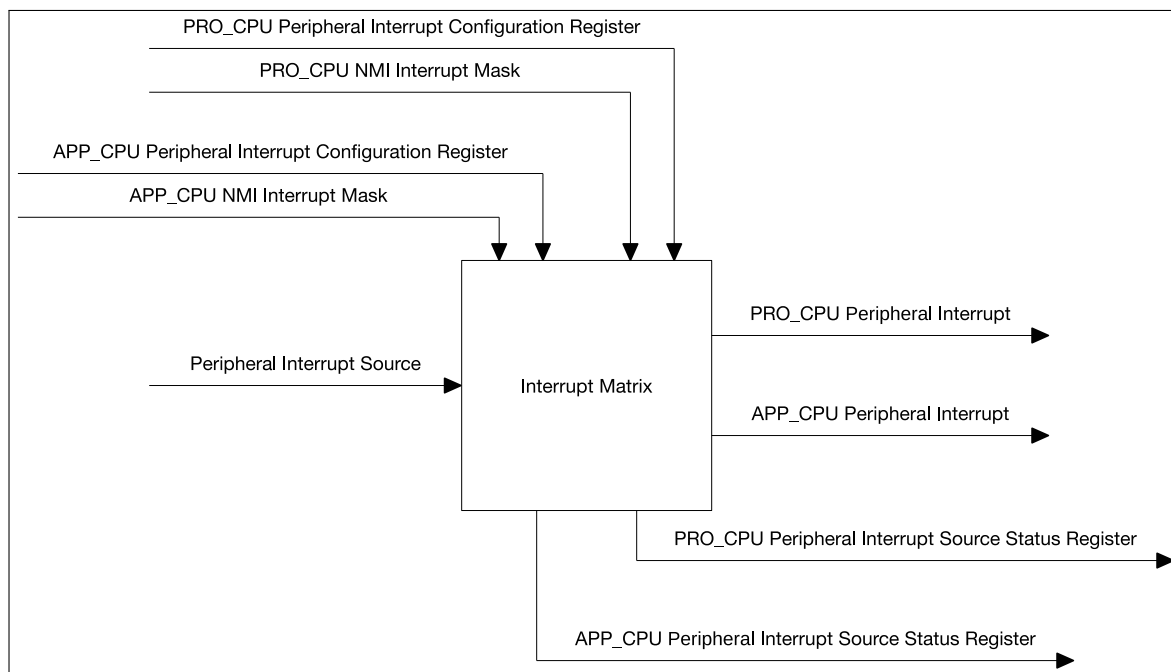 PRO_CPU Peripheral Interrupt Configuration Register
PRO_CPU NMI Interrupt Mask
APP_CPU Peripheral Interrupt Configuration Register
APP_CPU NMI Interrupt Mask
PRO_CPU Peripheral Interrupt
Peripheral Interrupt Source
Interrupt Matrix
APP_CPU Peripheral Interrupt
PRO_CPU Peripheral Interrupt Source Status Register
APP_CPU Peripheral Interrupt Source Status Register